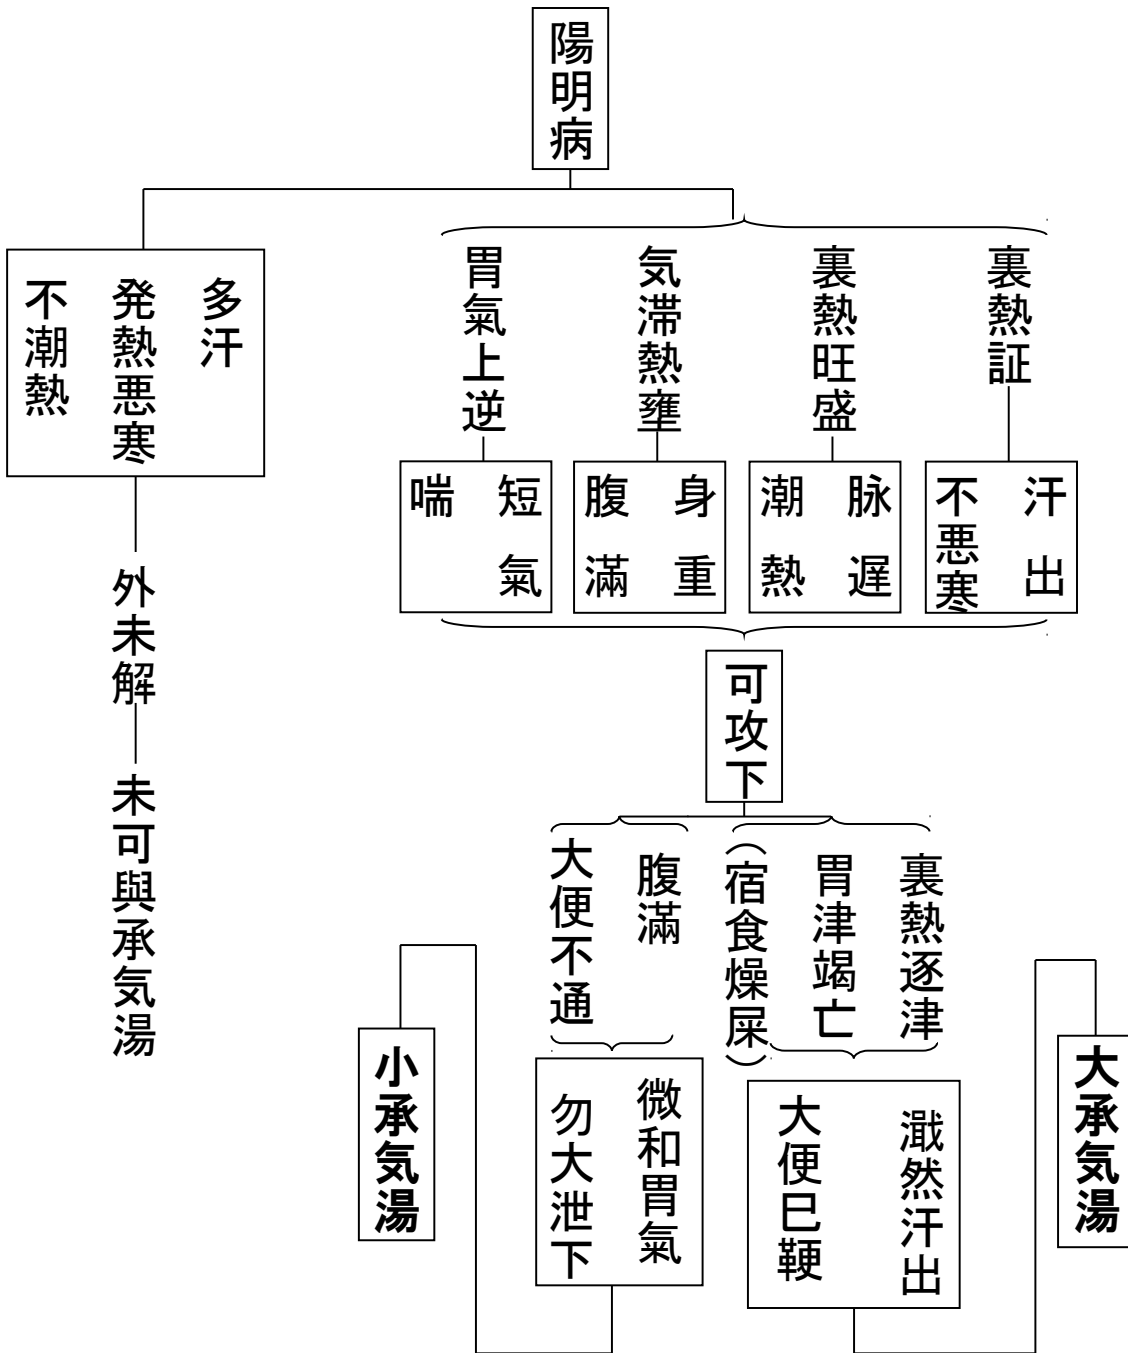 陽明病
裏熱証
裏熱旺盛
気滞熱壅
胃氣上逆
汗出
不悪寒
脉遅
潮熱
身重
腹滿
短氣
喘
多汗
発熱悪寒
不潮熱
外未解
未可與承気湯
可攻下
裏熱逐津
胃津竭亡
(宿食燥屎)
腹滿
大便不通
濈然汗出
大便巳鞕
微和胃氣
勿大泄下
大承気湯
小承気湯